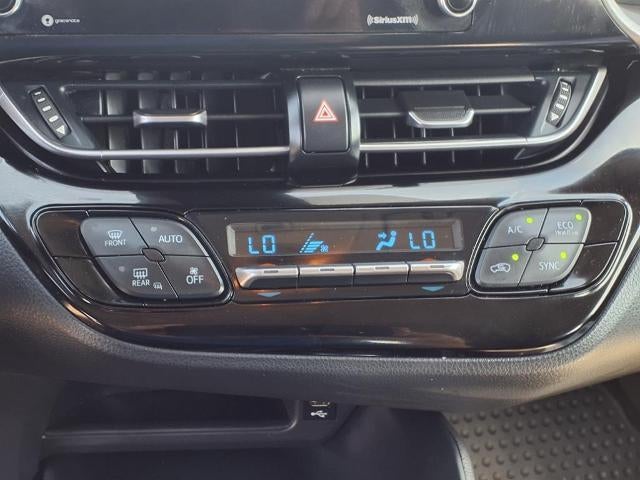 gracenote
SiriusXM
LO
LO
FRONT
AUTO
REAR
OFF
A/C
ECO
SYNC